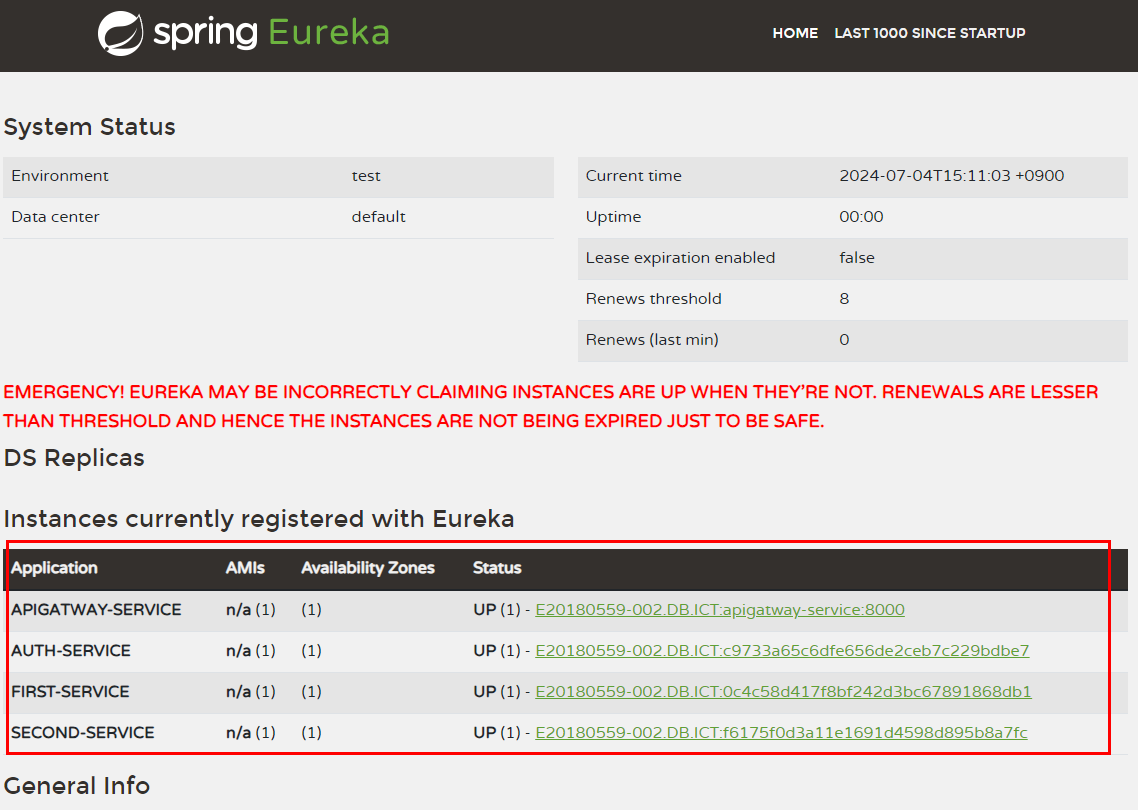 spring Eureka
HOME LAST 1000 SINCE STARTUP
System Status
Environment test
Data center default
Current time 2024-07-04T15:11:03 +0900
Uptime 00:00
Lease expiration enabled false
Renews threshold 8
Renews (last min) 0
EMERGENCY! EUREKA MAY BE INCORRECTLY CLAIMING INSTANCES ARE UP WHEN THEY'RE NOT. RENEWALS ARE LESSER
THAN THRESHOLD AND HENCE THE INSTANCES ARE NOT BEING EXPIRED JUST TO BE SAFE.
DS Replicas
Instances currently registered with Eureka
Application AMIs Availability Zones Status
APIGATWAY-SERVICE n/a (1) (1) UP (1) - E20180559-002.DB.ICT:apigatway-service:8000
AUTH-SERVICE n/a (1) (1) UP (1) - E20180559-002.DB.ICT:c9733a65c6dfe656de2ceb7c229bdbe7
FIRST-SERVICE n/a (1) (1) UP (1) - E20180559-002.DB.ICT:0c4c58d417f8bf242d3bc67891868db1
SECOND-SERVICE n/a (1) (1) UP (1) - E20180559-002.DB.ICT:f6175f0d3a11e1691d4598d895b8a7fc
General Info